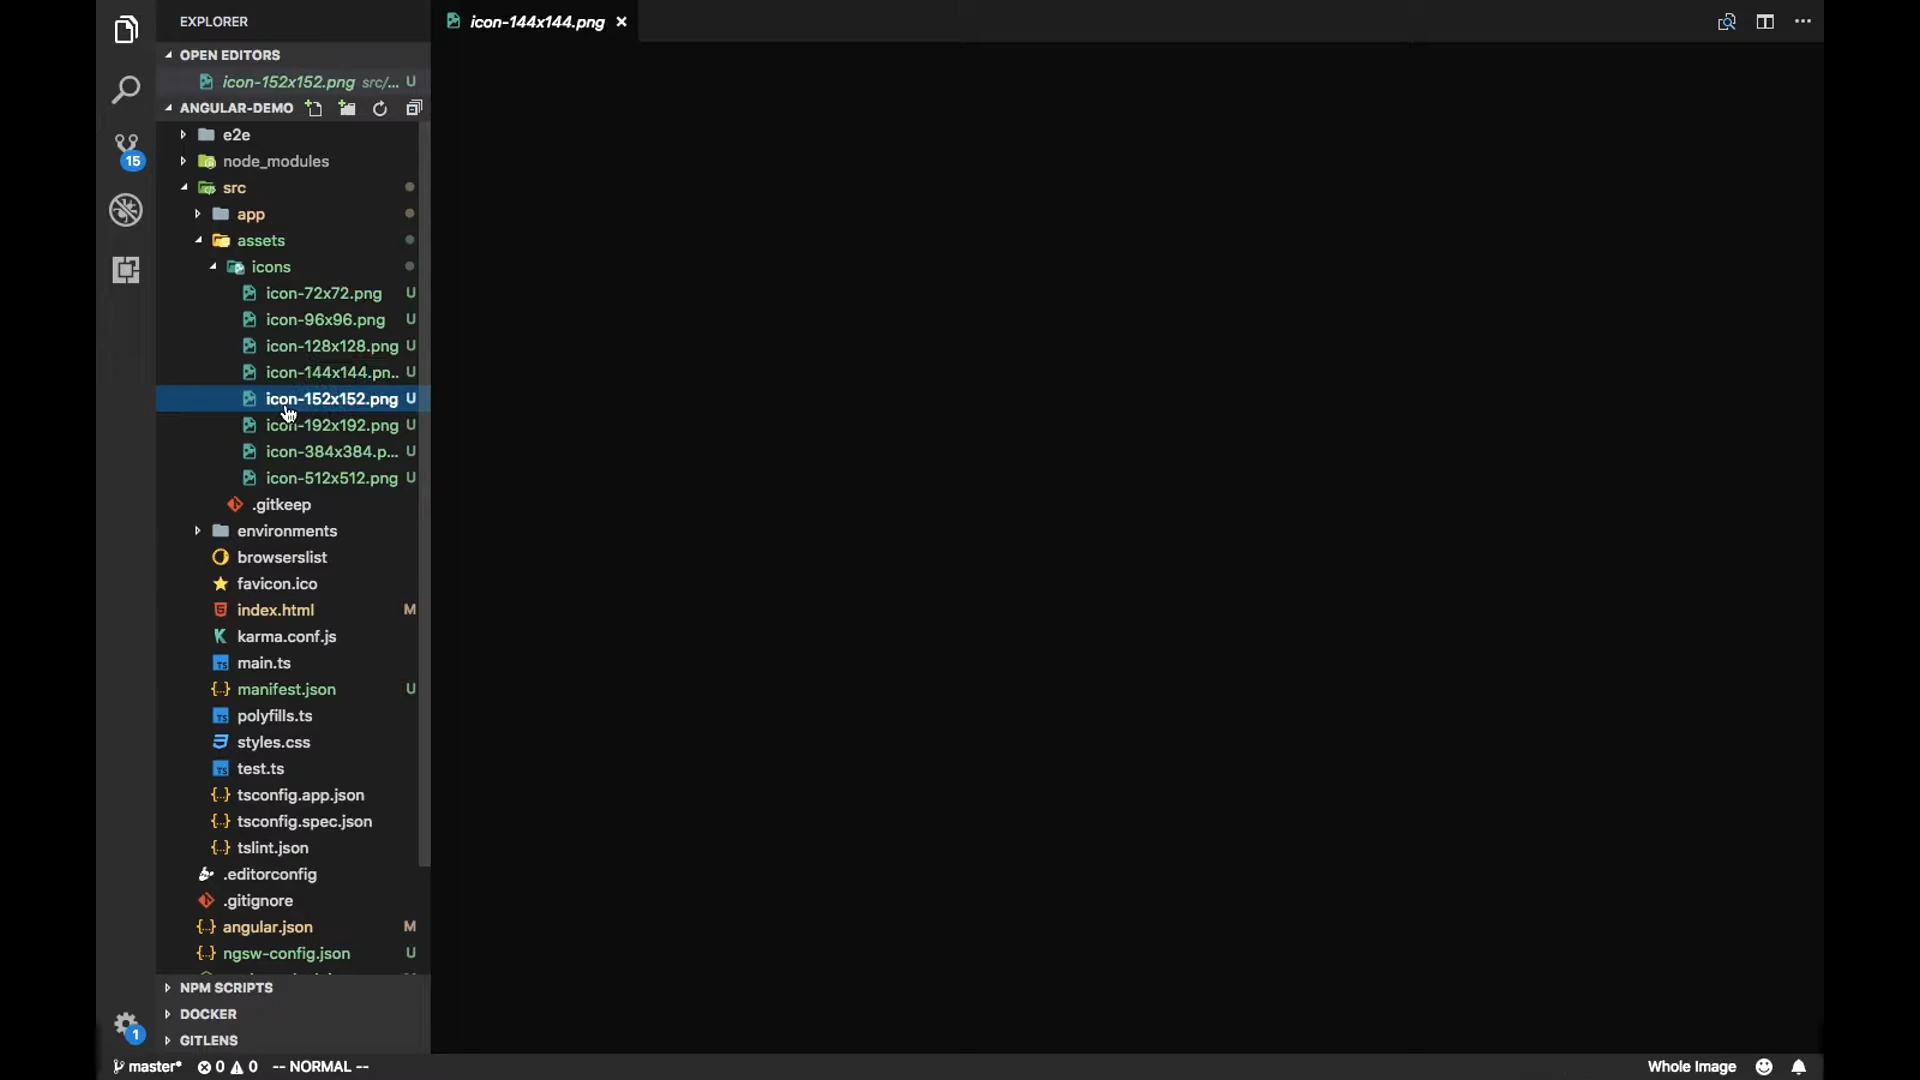 EXPLORER
icon-144x144.png
OPEN EDITORS
icon-152x152.png src/... U
ANGULAR-DEMO
e2e
node_modules
src
app
assets
icons
icon-72x72.png U
icon-96x96.png U
icon-128x128.png U
icon-144x144.pn.. U
icon-152x152.png U
icon-192x192.png U
icon-384x384.p... U
icon-512x512.png U
.gitkeep
environments
browserslist
favicon.ico
index.html M
karma.conf.js
main.ts
manifest.json U
polyfills.ts
styles.css
test.ts
tsconfig.app.json
tsconfig.spec.json
tslint.json
.editorconfig
.gitignore
angular.json M
ngsw-config.json U
NPM SCRIPTS
DOCKER
GITLENS
15
1
master* 0 0 -- NORMAL -- Whole Image